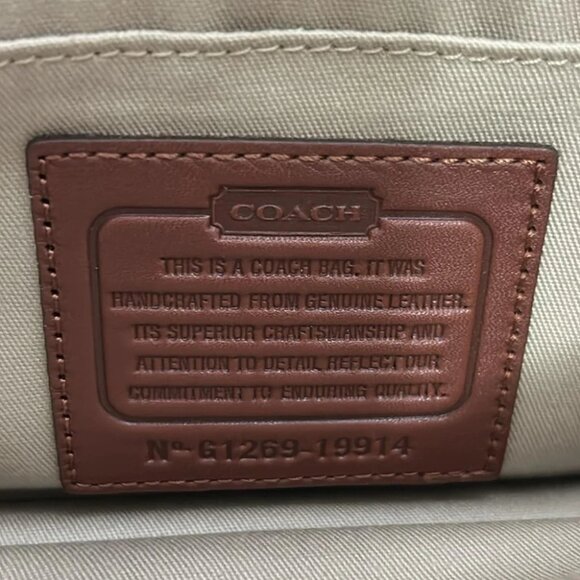 COACH
THIS IS A COACH BAG. IT WAS
HANDCRAFTED FROM GENUINE LEATHER.
ITS SUPERIOR CRAFTSMANSHIP AND
ATTENTION TO DETAIL REFLECT OUR
COMMITMENT TO ENDURING QUALITY.
Nº- G1269-19914